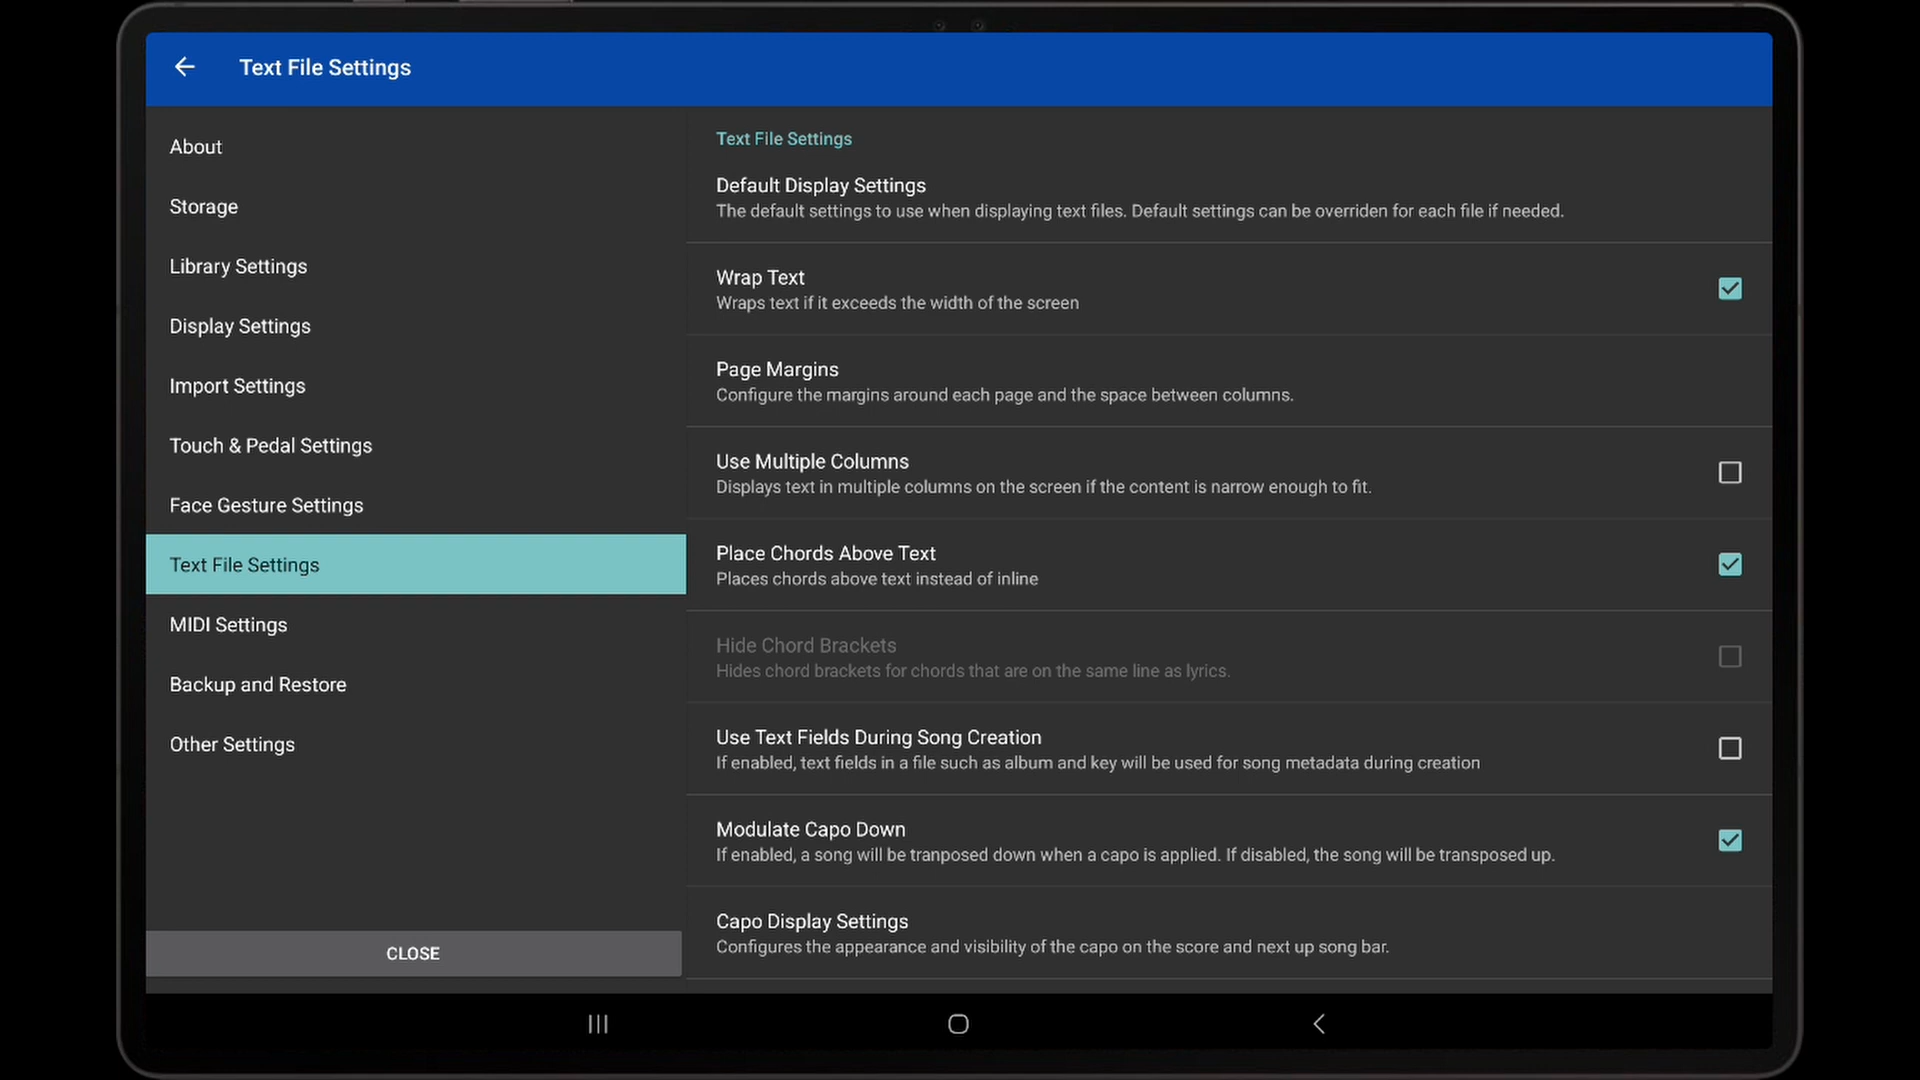 Text File Settings
About
Storage
Library Settings
Display Settings
Import Settings
Touch & Pedal Settings
Face Gesture Settings
Text File Settings
MIDI Settings
Backup and Restore
Other Settings
CLOSE
Text File Settings
Default Display Settings
The default settings to use when displaying text files. Default settings can be overriden for each file if needed.
Wrap Text
Wraps text if it exceeds the width of the screen
Page Margins
Configure the margins around each page and the space between columns.
Use Multiple Columns
Displays text in multiple columns on the screen if the content is narrow enough to fit.
Place Chords Above Text
Places chords above text instead of inline
Hide Chord Brackets
Hides chord brackets for chords that are on the same line as lyrics.
Use Text Fields During Song Creation
If enabled, text fields in a file such as album and key will be used for song metadata during creation
Modulate Capo Down
If enabled, a song will be tranposed down when a capo is applied. If disabled, the song will be transposed up.
Capo Display Settings
Configures the appearance and visibility of the capo on the score and next up song bar.